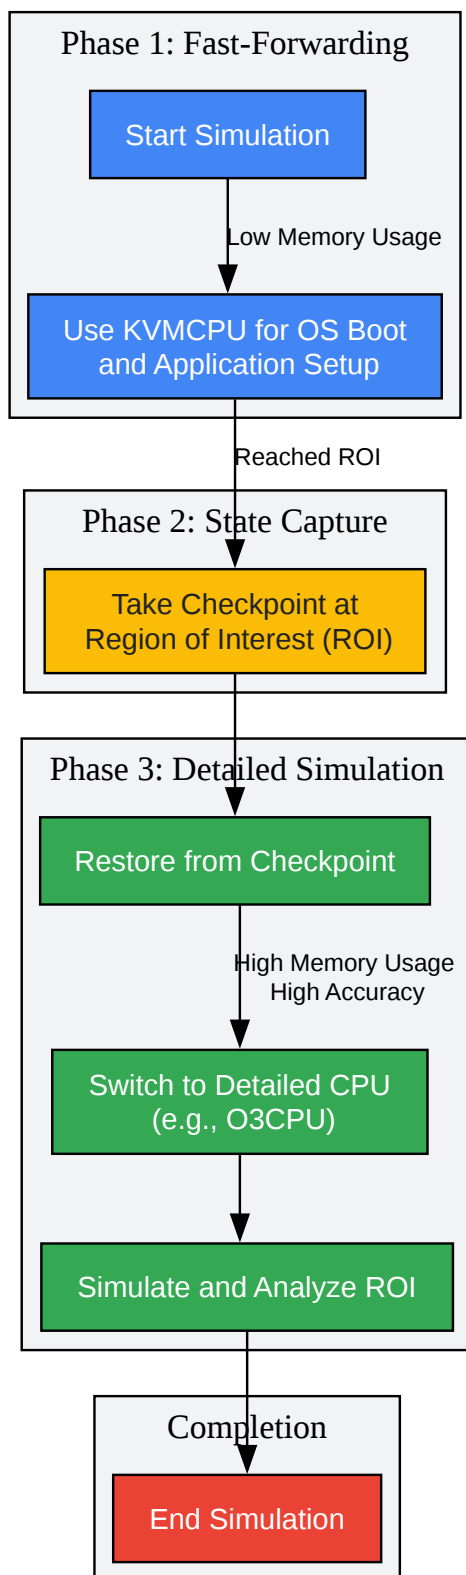 Phase 1: Fast-Forwarding
Start Simulation
Low Memory Usage
Use KVMCPU for OS Boot
and Application Setup
Reached ROI
Phase 2: State Capture
Take Checkpoint at
Region of Interest (ROI)
Phase 3: Detailed Simulation
Restore from Checkpoint
High Memory Usage
High Accuracy
Switch to Detailed CPU
(e.g., O3CPU)
Simulate and Analyze ROI
Completion
End Simulation